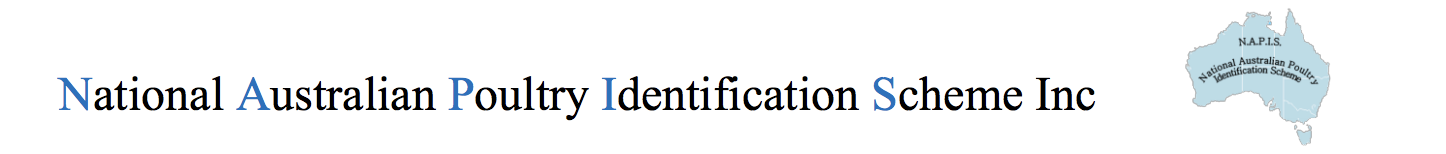 National Australian Poultry Identification Scheme Inc
N.A.P.I.S.
National Australian Poultry
Identification Scheme